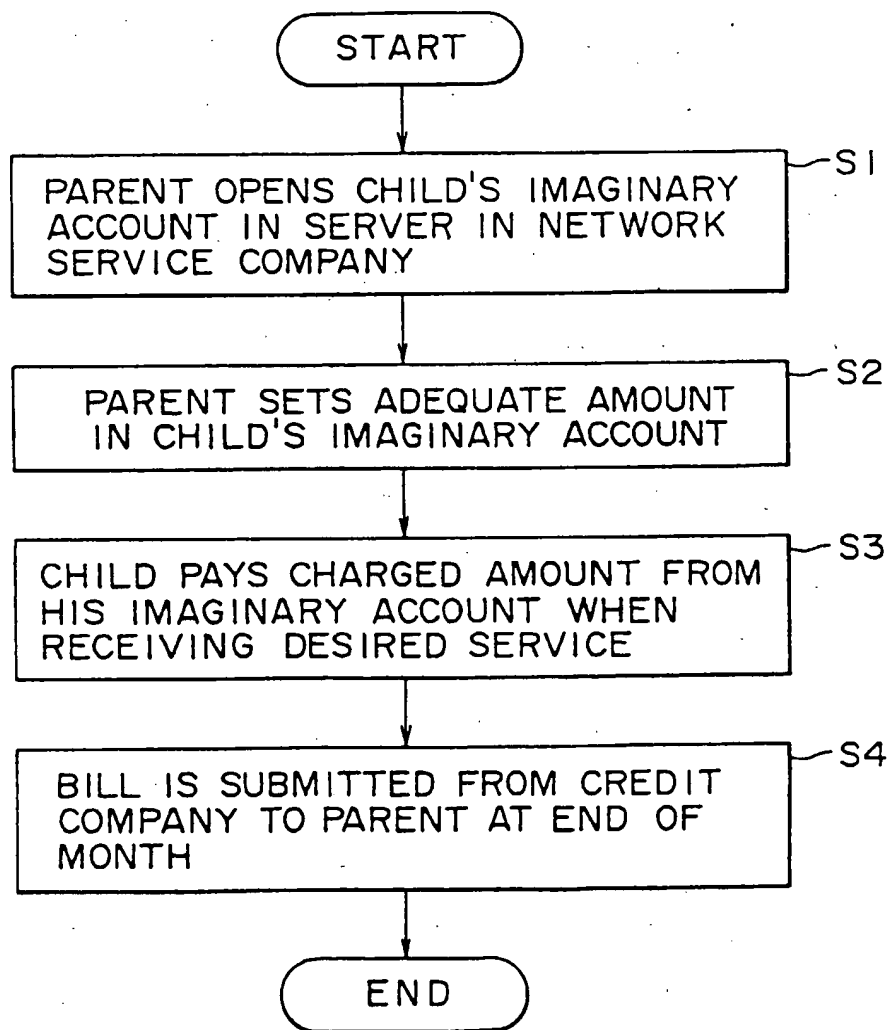 START
S1
PARENT OPENS CHILD'S IMAGINARY
ACCOUNT IN SERVER IN NETWORK
SERVICE COMPANY
S2
PARENT SETS ADEQUATE AMOUNT
IN CHILD'S IMAGINARY ACCOUNT
S3
CHILD PAYS CHARGED AMOUNT FROM
HIS IMAGINARY ACCOUNT WHEN
RECEIVING DESIRED SERVICE
S4
BILL IS SUBMITTED FROM CREDIT
COMPANY TO PARENT AT END OF
MONTH
END